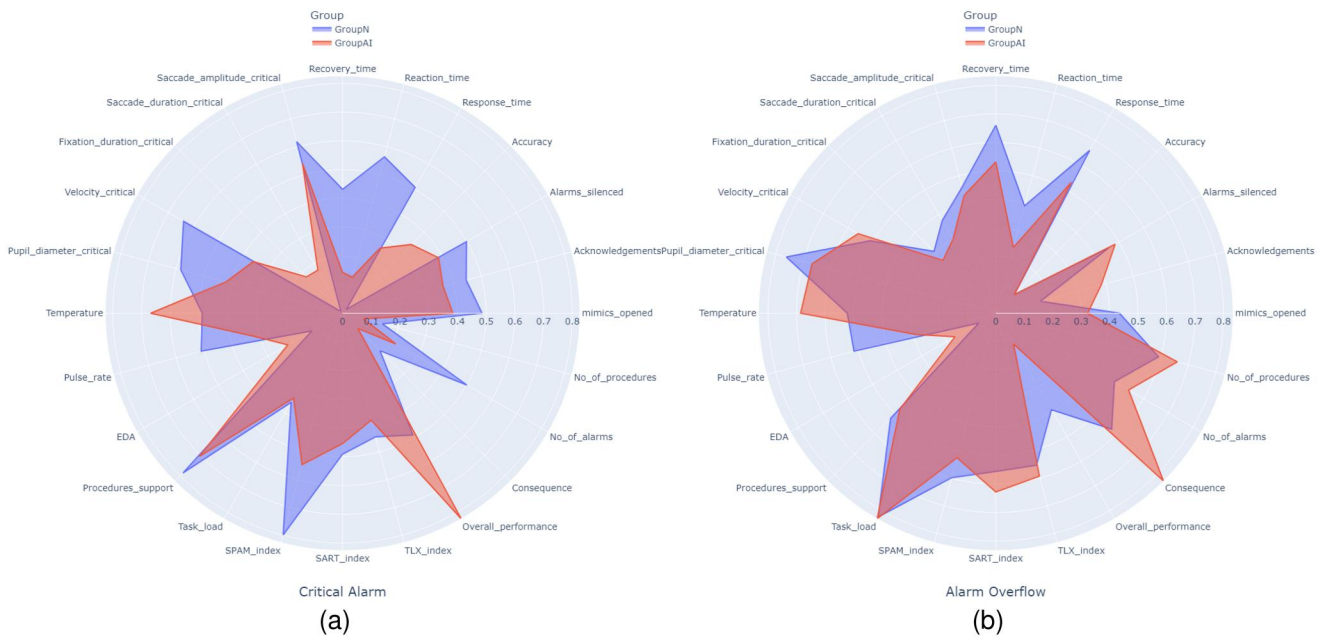 Group
GroupN
GroupAI
Recovery_time
Reaction_time
Response_time
Accuracy
Alarms_silenced
Acknowledgements
mimics_opened
No_of_procedures
No_of_alarms
Consequence
Overall_performance
TLX_index
SART_index
SPAM_index
Task_load
Procedures_support
EDA
Pulse_rate
Temperature
Pupil_diameter_critical
Velocity_critical
Fixation_duration_critical
Saccade_duration_critical
Saccade_amplitude_critical
0 0.1 0.2 0.3 0.4 0.5 0.6 0.7 0.8
Critical Alarm
(a)
Group
GroupN
GroupAI
Recovery_time
Reaction_time
Response_time
Accuracy
Alarms_silenced
Acknowledgements
mimics_opened
No_of_procedures
No_of_alarms
Consequence
Overall_performance
TLX_index
SART_index
SPAM_index
Task_load
Procedures_support
EDA
Pulse_rate
Temperature
Pupil_diameter_critical
Velocity_critical
Fixation_duration_critical
Saccade_duration_critical
Saccade_amplitude_critical
0 0.1 0.2 0.3 0.4 0.5 0.6 0.7 0.8
Alarm Overflow
(b)